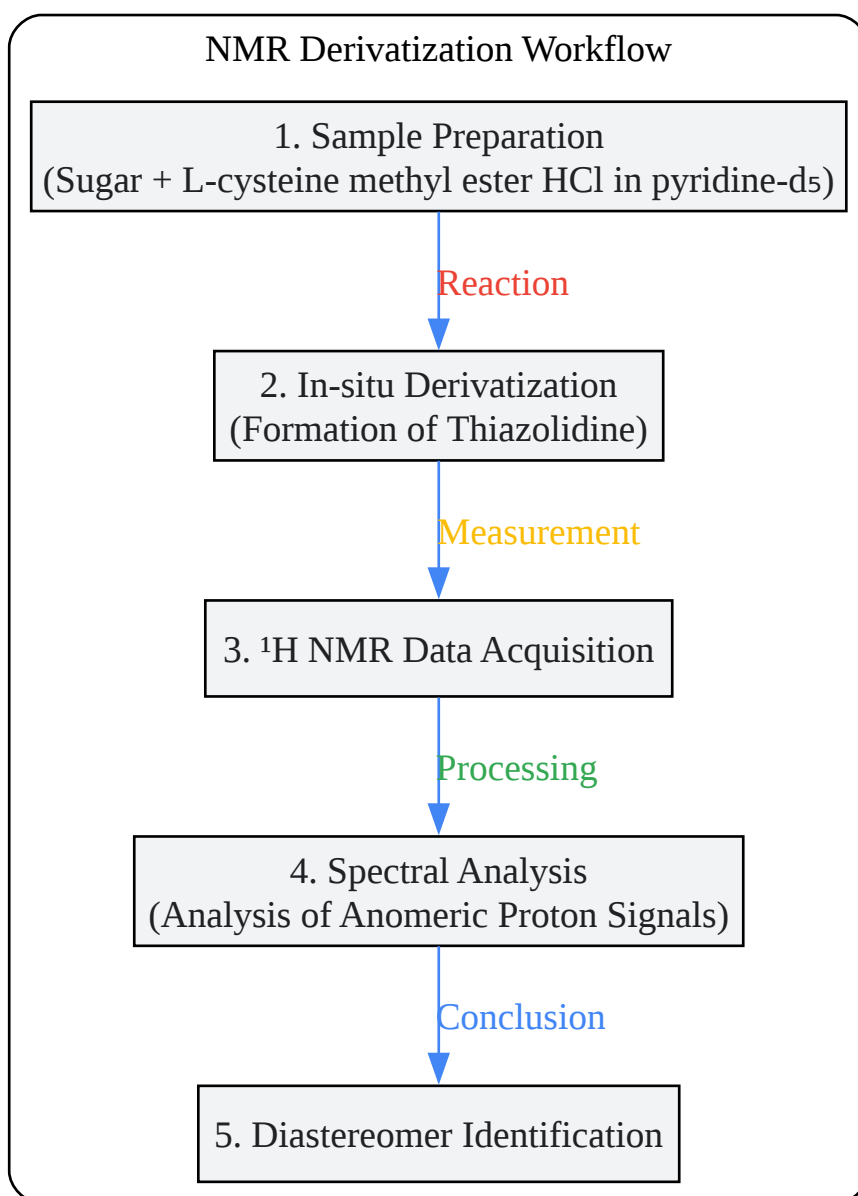 NMR Derivatization Workflow
1. Sample Preparation
(Sugar + L-cysteine methyl ester HCl in pyridine-d₅)
Reaction
2. In-situ Derivatization
(Formation of Thiazolidine)
Measurement
3. ¹H NMR Data Acquisition
Processing
4. Spectral Analysis
(Analysis of Anomeric Proton Signals)
Conclusion
5. Diastereomer Identification